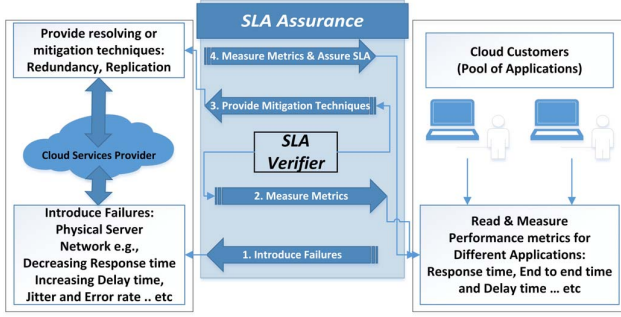 SLA Assurance
Provide resolving or
mitigation techniques:
Redundancy, Replication
Cloud Services Provider
Introduce Failures:
Physical Server
Network e.g.,
Decreasing Response time
Increasing Delay time,
Jitter and Error rate .. etc
4. Measure Metrics & Assure SLA
3. Provide Mitigation Techniques
SLA
Verifier
2. Measure Metrics
1. Introduce Failures
Cloud Customers
(Pool of Applications)
Read & Measure
Performance metrics for
Different Applications:
Response time, End to end time
and Delay time ... etc